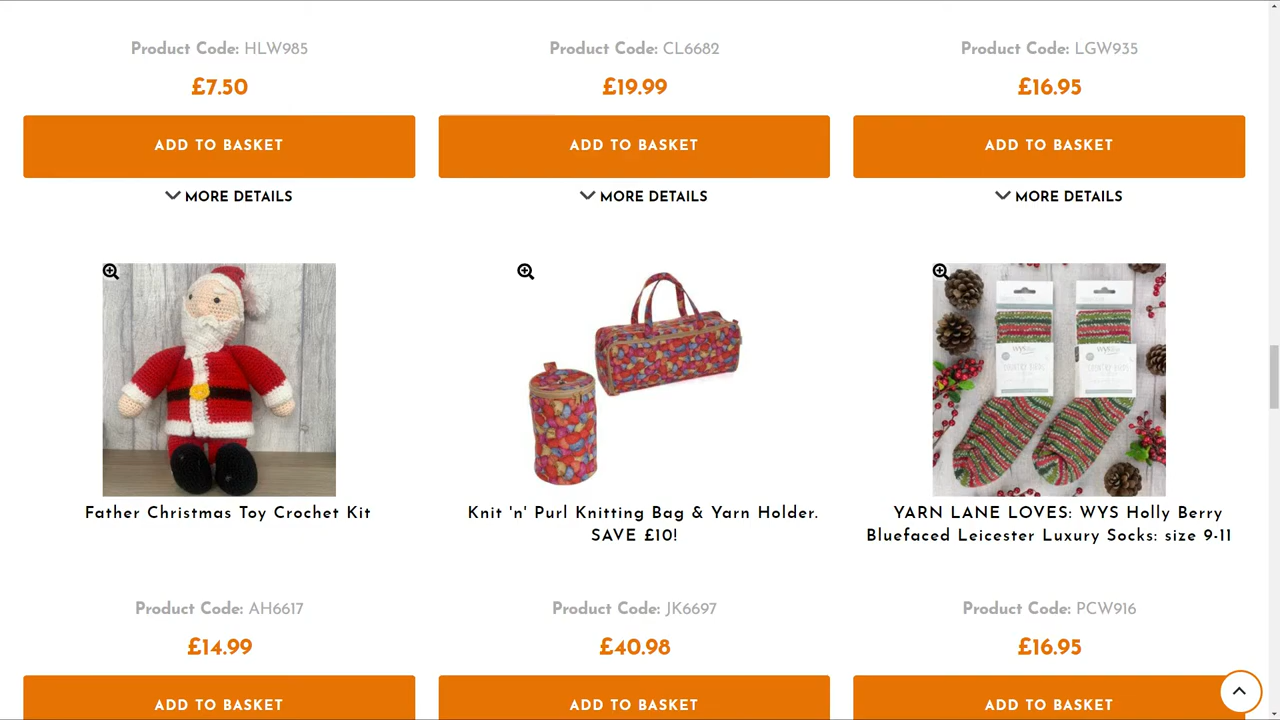 Product Code: HLW985
£7.50
ADD TO BASKET
MORE DETAILS
Product Code: CL6682
£19.99
ADD TO BASKET
MORE DETAILS
Product Code: LGW935
£16.95
ADD TO BASKET
MORE DETAILS
Father Christmas Toy Crochet Kit
Product Code: AH6617
£14.99
ADD TO BASKET
Knit 'n' Purl Knitting Bag & Yarn Holder.
SAVE £10!
Product Code: JK6697
£40.98
ADD TO BASKET
WYS
YARN LANE LOVES: WYS Holly Berry
Bluefaced Leicester Luxury Socks: size 9-11
Product Code: PCW916
£16.95
ADD TO BASKET